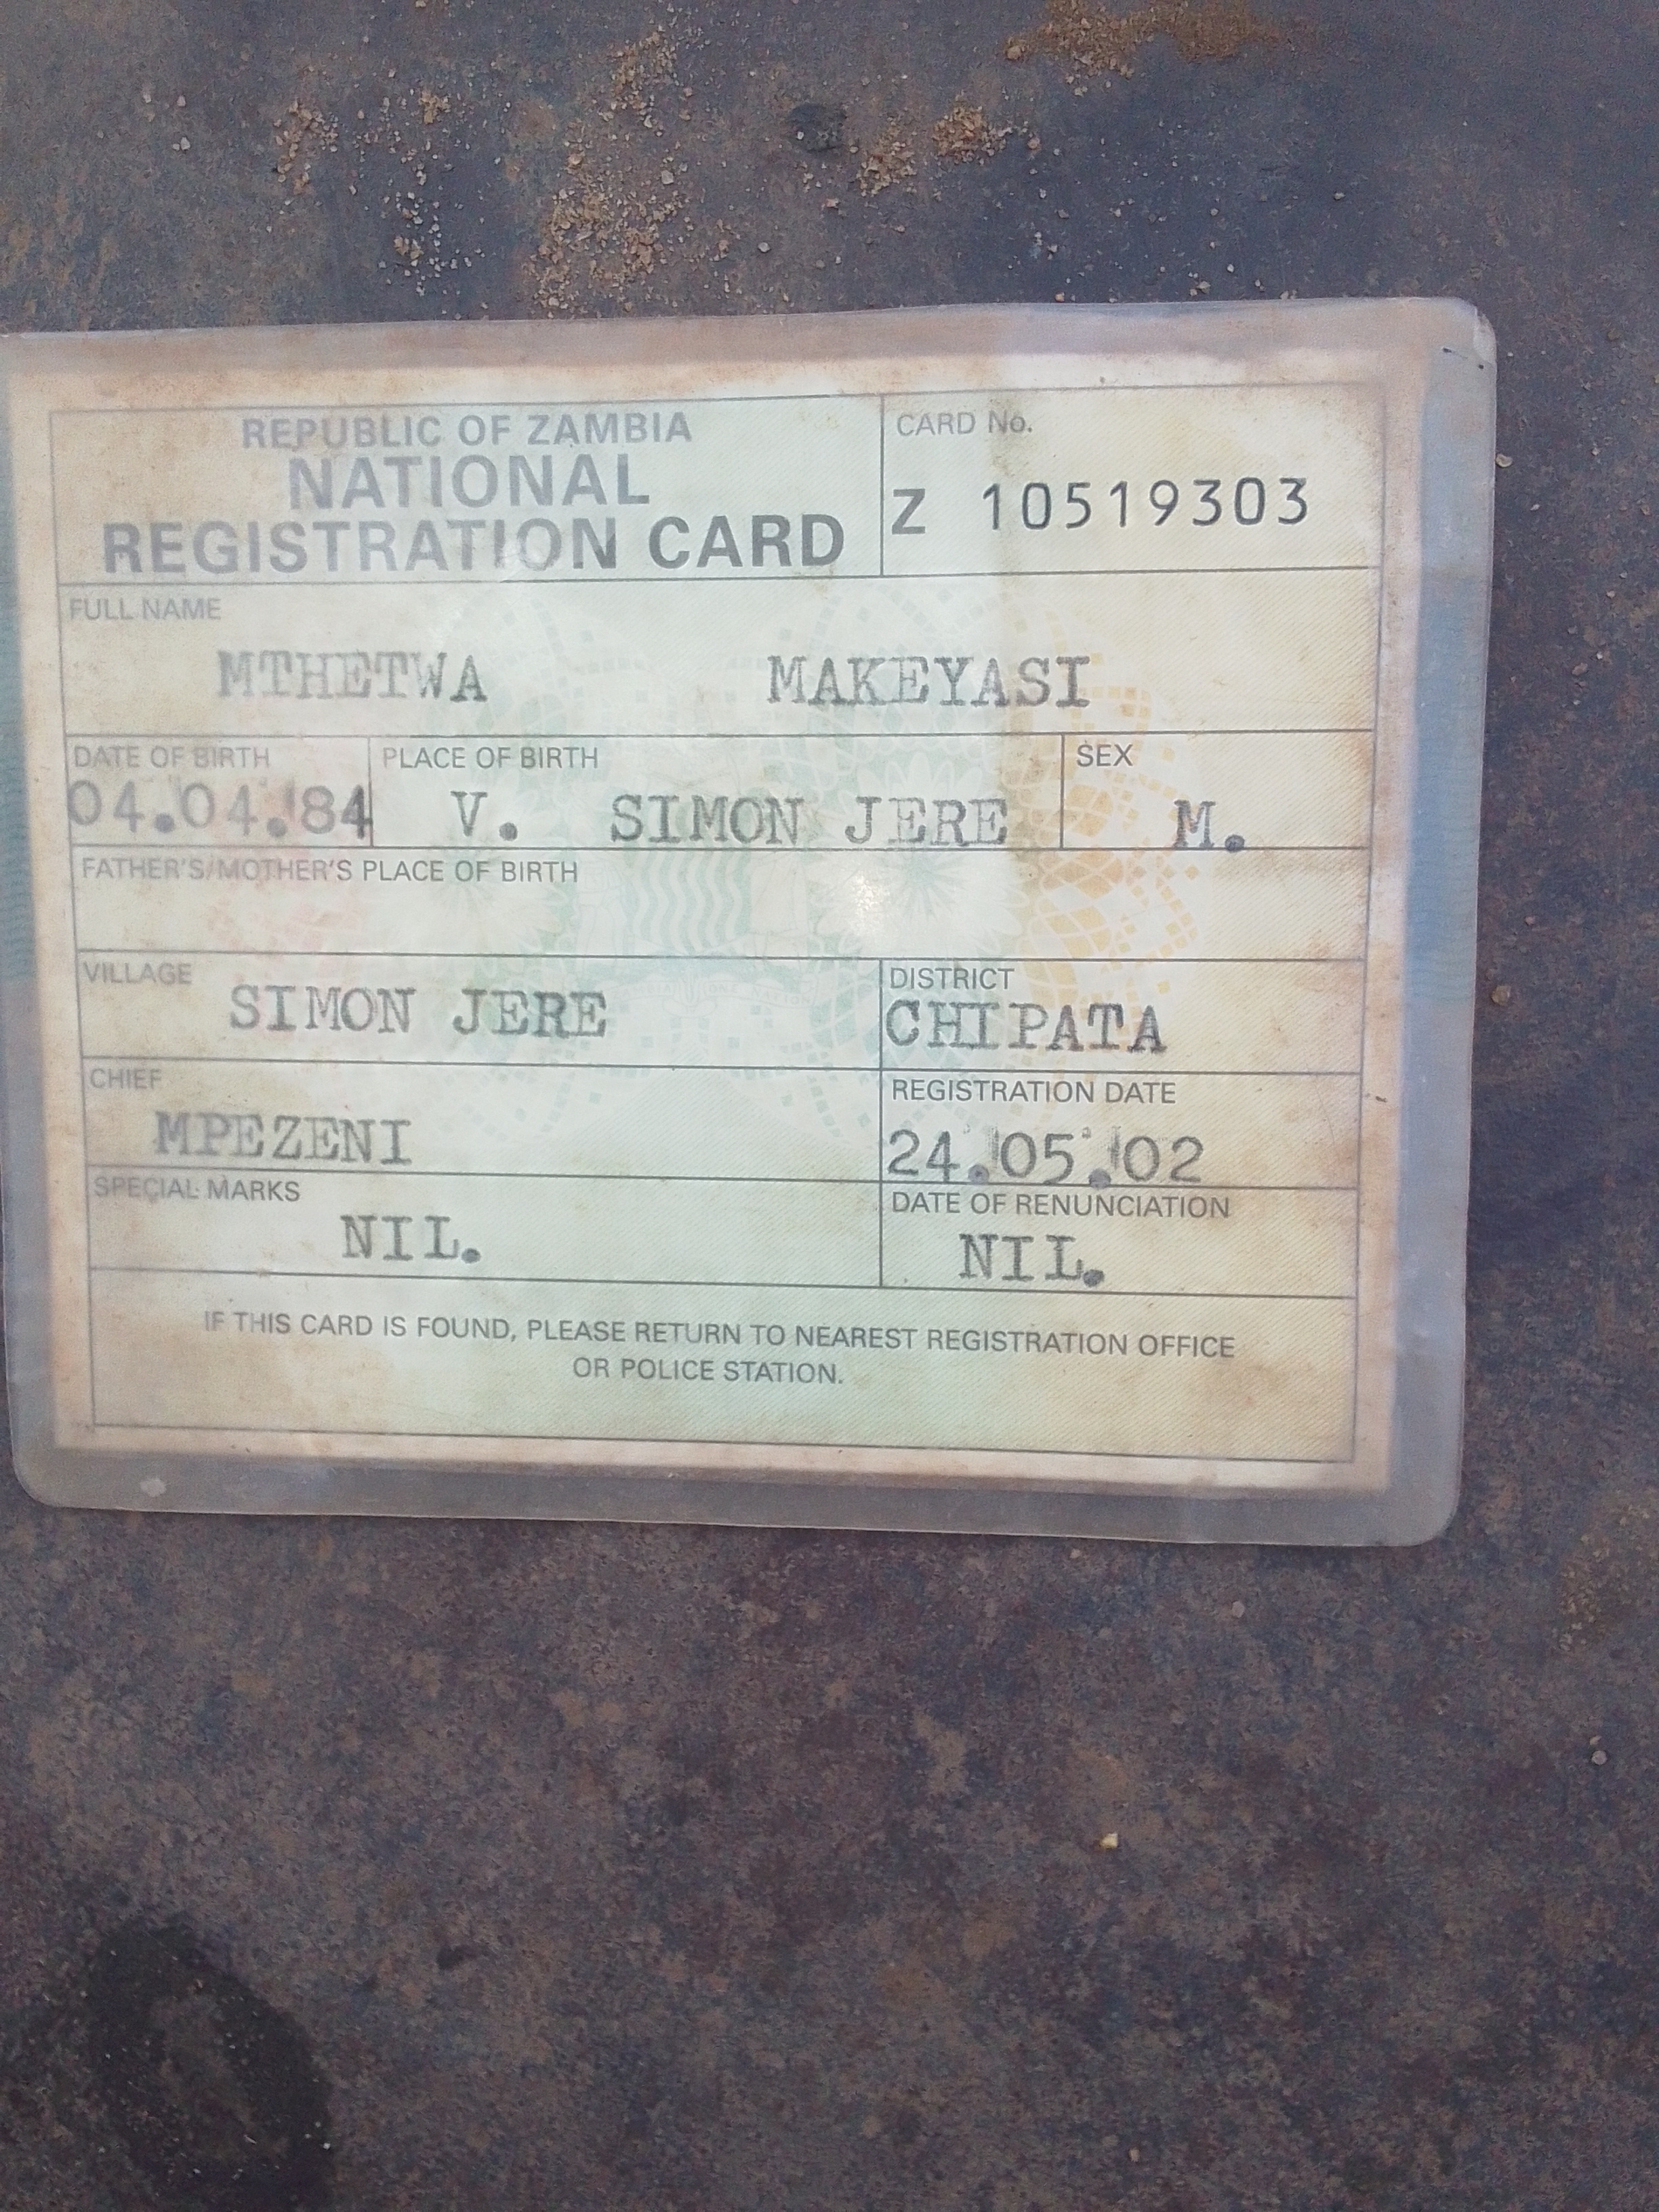 REPUBLIC OF ZAMBIA
NATIONAL
REGISTRATION CARD
CARD No.
Z 10519303
FULL NAME
MTHETWA MAKEYASI
DATE OF BIRTH
04.04.84
PLACE OF BIRTH
V. SIMON JERE
SEX
M.
FATHER'S/MOTHER'S PLACE OF BIRTH
VILLAGE
SIMON JERE
DISTRICT
CHIPATA
CHIEF
MPEZENI
REGISTRATION DATE
24.05.02
SPECIAL MARKS
NIL.
DATE OF RENUNCIATION
NIL.
IF THIS CARD IS FOUND, PLEASE RETURN TO NEAREST REGISTRATION OFFICE
OR POLICE STATION.